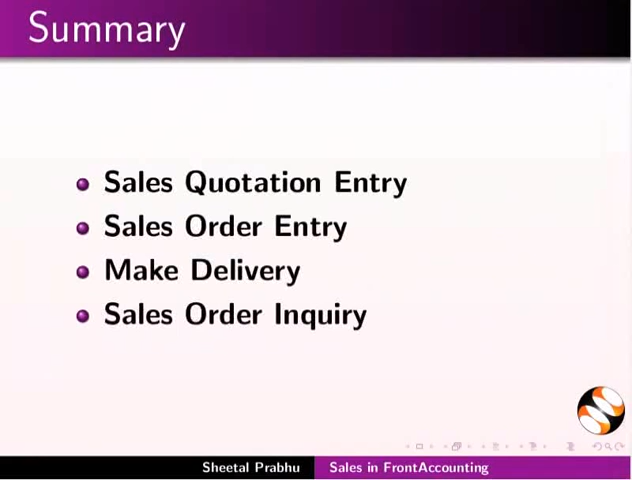 Summary
Sales Quotation Entry
Sales Order Entry
Make Delivery
Sales Order Inquiry
Sheetal Prabhu
Sales in FrontAccounting